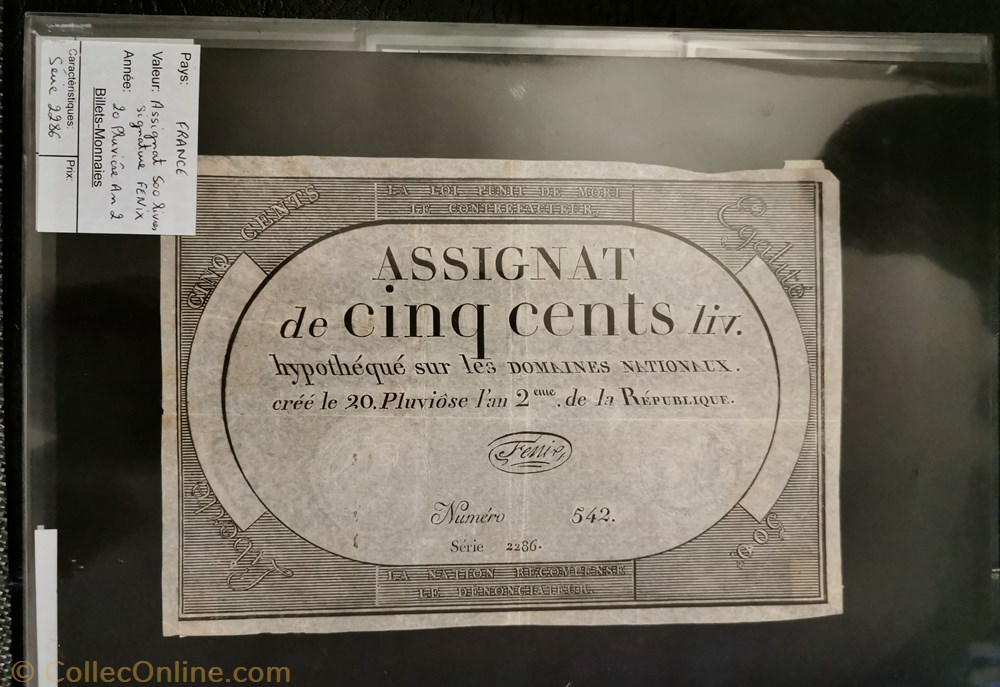 Pays: FRANCE
Valeur: Assignat 500 livres
signature FENIX
Année: 20 Pluviôse An 2
Billets-Monnaies
Caractéristiques: Prix:
Série 2286
CINQ CENTS
LA LOI PUNIT DE MORT
LE CONTREFACTEUR.
Egalité
ASSIGNAT
de cinq cents liv.
hypothéqué sur les DOMAINES NATIONAUX.
créé le 20. Pluviôse l'an 2eme. de la RÉPUBLIQUE.
Fenix
Numéro 542.
Série 2286.
Liberté
500
LA NATION RECOMPENSE
LE DENONCIATEUR.
© CollecOnline.com